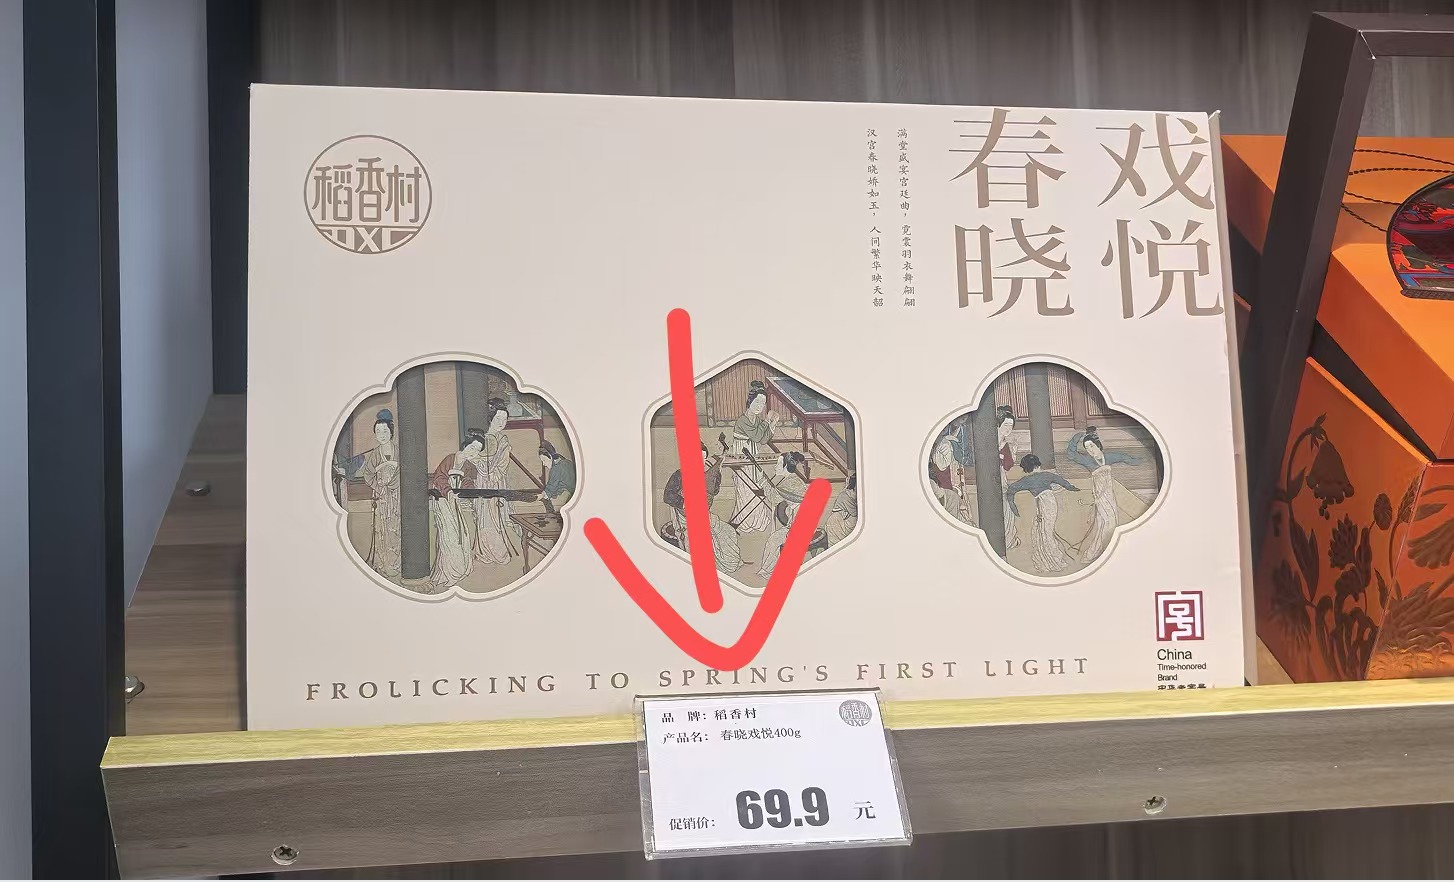 稻香村
DXC
春晓
戏悦
满堂盛宴宫廷曲，霓裳羽衣舞翩翩
汉宫春晓娇如玉，人间繁华映天韶
FROLICKING TO SPRING'S FIRST LIGHT
China
Time-honored
Brand
品 牌：稻香村
产品名：春晓戏悦400g
促销价：69.9 元